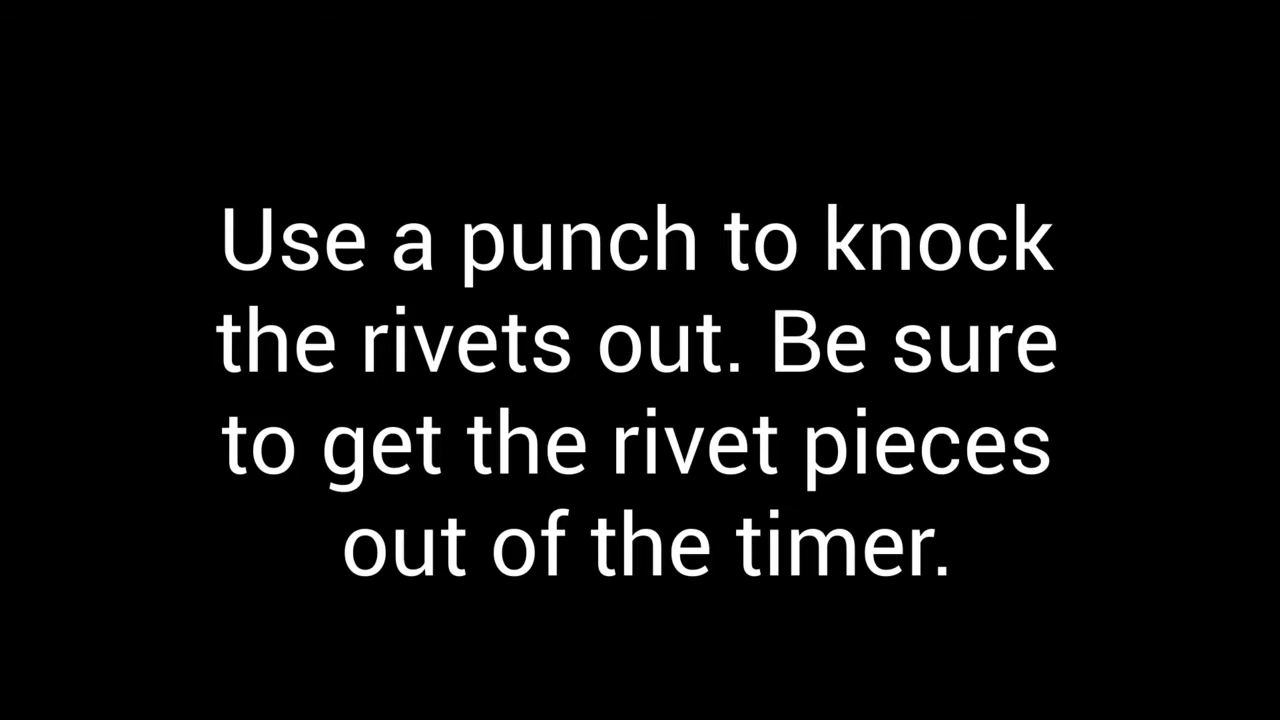 Use a punch to knock
the rivets out. Be sure
to get the rivet pieces
out of the timer.